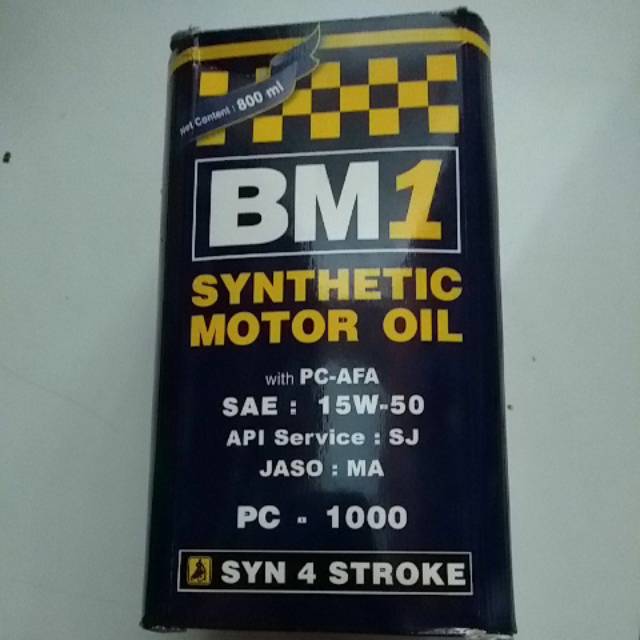 Net Content : 800 ml
BM1
SYNTHETIC
MOTOR OIL
with PC-AFA
SAE : 15W-50
API Service : SJ
JASO : MA
PC - 1000
SYN 4 STROKE